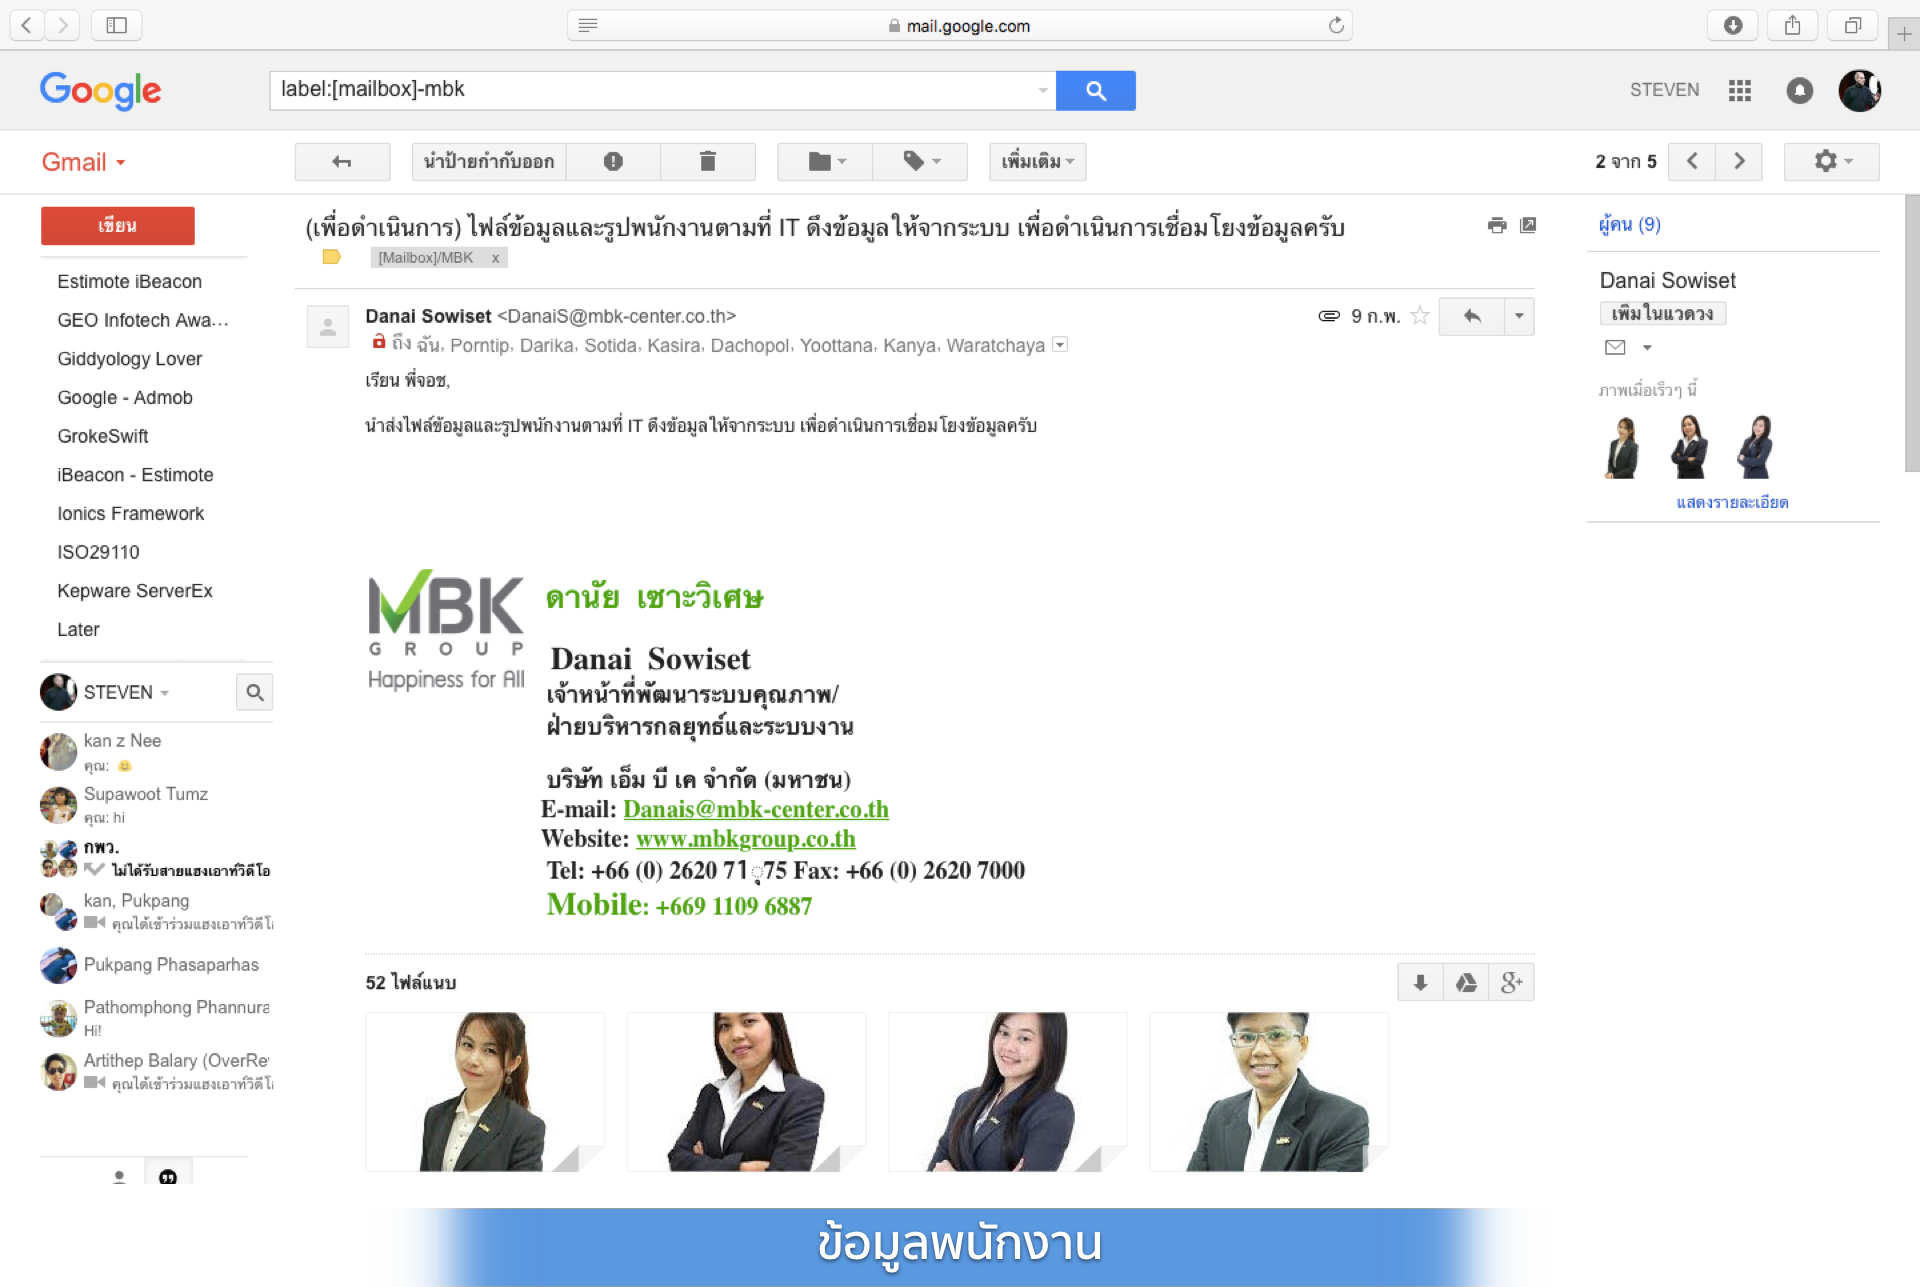 mail.google.com
Google
label:[mailbox]-mbk
STEVEN
Gmail
นำป้ายกำกับออก
เพิ่มเติม
2 จาก 5
เขียน
Estimote iBeacon
GEO Infotech Awa…
Giddyology Lover
Google - Admob
GrokeSwift
iBeacon - Estimote
Ionics Framework
ISO29110
Kepware ServerEx
Later
STEVEN
kan z Nee
คุณ:
Supawoot Tumz
คุณ: hi
กพว.
ไม่ได้รับสายแฮงเอาท์วิดีโอ
kan, Pukpang
คุณได้เข้าร่วมแฮงเอาท์วิดีโ
Pukpang Phasaparhas
Pathomphong Phannura
Hi!
Artithep Balary (OverRe
คุณได้เข้าร่วมแฮงเอาท์วิดีโ
(เพื่อดำเนินการ) ไฟล์ข้อมูลและรูปพนักงานตามที่ IT ดึงข้อมูลให้จากระบบ เพื่อดำเนินการเชื่อมโยงข้อมูลครับ
[Mailbox]/MBK x
Danai Sowiset <DanaiS@mbk-center.co.th>
9 ก.พ.
ถึง ฉัน, Porntip, Darika, Sotida, Kasira, Dachopol, Yoottana, Kanya, Waratchaya
เรียน พี่จอช,
นำส่งไฟล์ข้อมูลและรูปพนักงานตามที่ IT ดึงข้อมูลให้จากระบบ เพื่อดำเนินการเชื่อมโยงข้อมูลครับ
MBK
GROUP
Happiness for All
ดานัย เซาะวิเศษ
Danai Sowiset
เจ้าหน้าที่พัฒนาระบบคุณภาพ/
ฝ่ายบริหารกลยุทธ์และระบบงาน
บริษัท เอ็ม บี เค จำกัด (มหาชน)
E-mail: Danais@mbk-center.co.th
Website: www.mbkgroup.co.th
Tel: +66 (0) 2620 71ุ75 Fax: +66 (0) 2620 7000
Mobile: +669 1109 6887
52 ไฟล์แนบ
g+
ผู้คน (9)
Danai Sowiset
เพิ่มในแวดวง
ภาพเมื่อเร็วๆ นี้
แสดงรายละเอียด
ข้อมูลพนักงาน